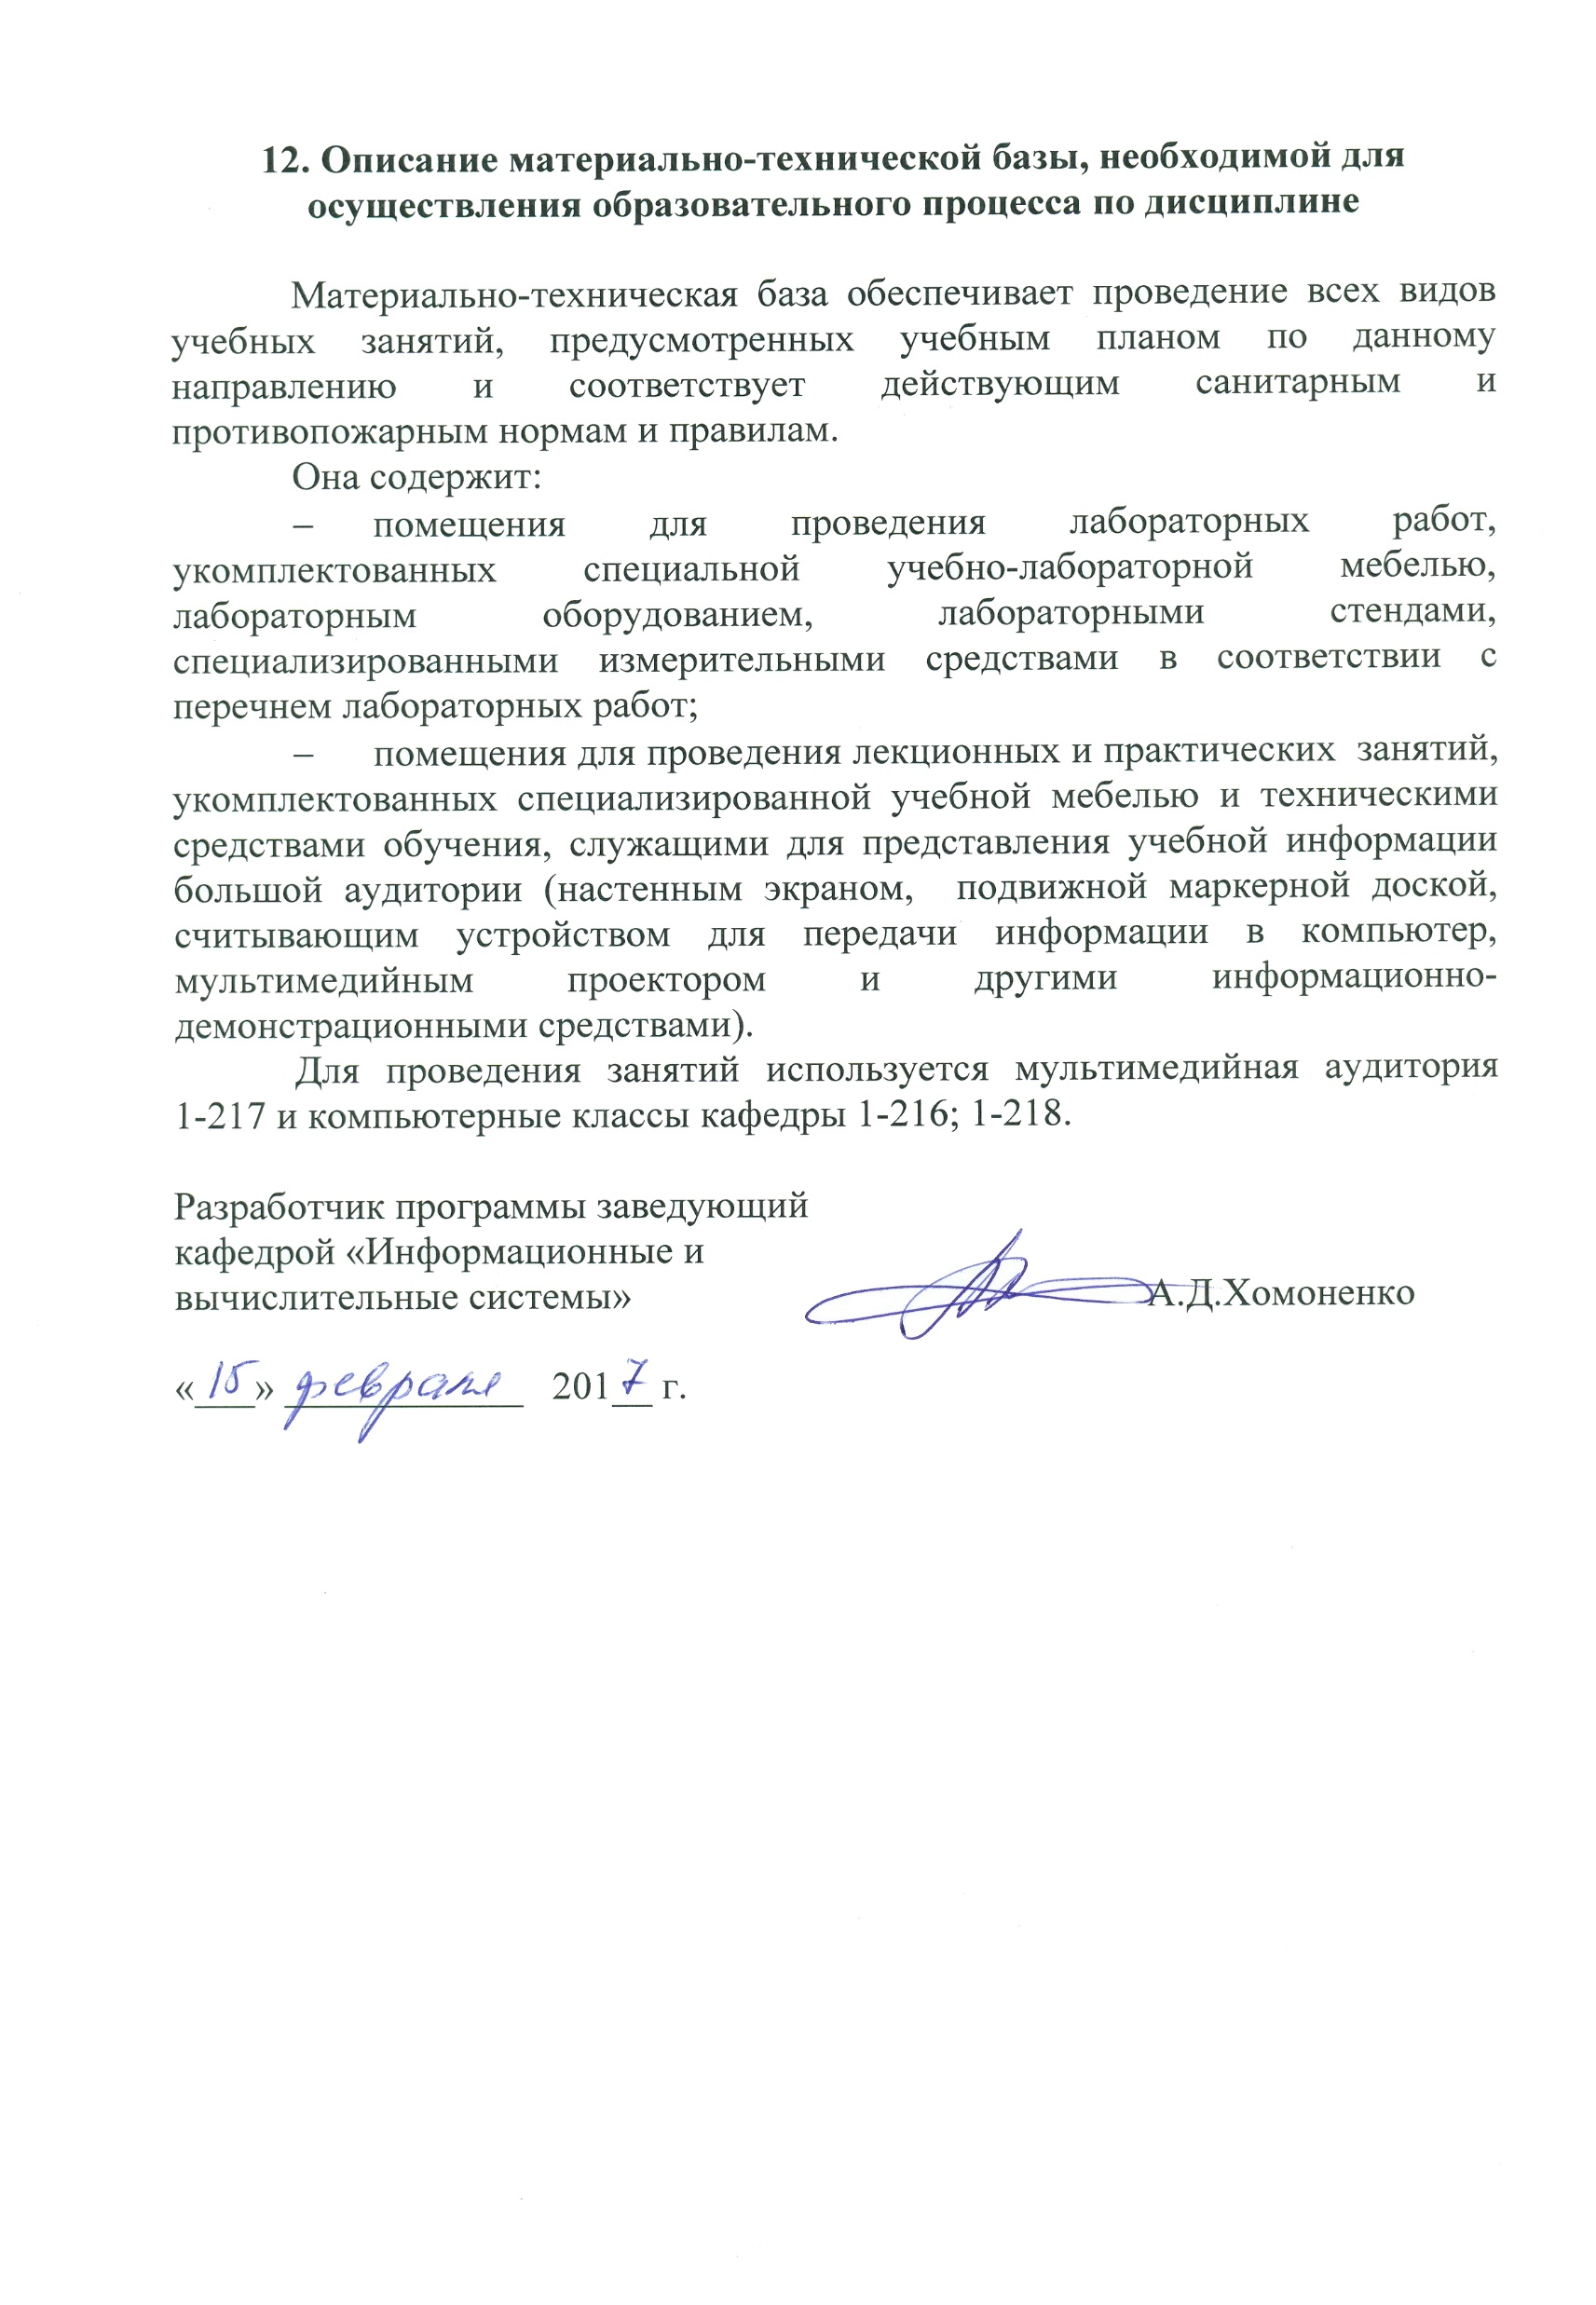 12. Описание материально-технической базы, необходимой для
осуществления образовательного процесса по дисциплине
Материально-техническая база обеспечивает проведение всех видов
учебных занятий, предусмотренных учебным планом по данному
направлению и соответствует действующим санитарным и
противопожарным нормам и правилам.
Она содержит:
– помещения для проведения лабораторных работ,
укомплектованных специальной учебно-лабораторной мебелью,
лабораторным оборудованием, лабораторными стендами,
специализированными измерительными средствами в соответствии с
перечнем лабораторных работ;
– помещения для проведения лекционных и практических занятий,
укомплектованных специализированной учебной мебелью и техническими
средствами обучения, служащими для представления учебной информации
большой аудитории (настенным экраном, подвижной маркерной доской,
считывающим устройством для передачи информации в компьютер,
мультимедийным проектором и другими информационно-
демонстрационными средствами).
Для проведения занятий используется мультимедийная аудитория
1-217 и компьютерные классы кафедры 1-216; 1-218.
Разработчик программы заведующий
кафедрой «Информационные и
вычислительные системы» А.Д.Хомоненко
«15» февраля 2017 г.